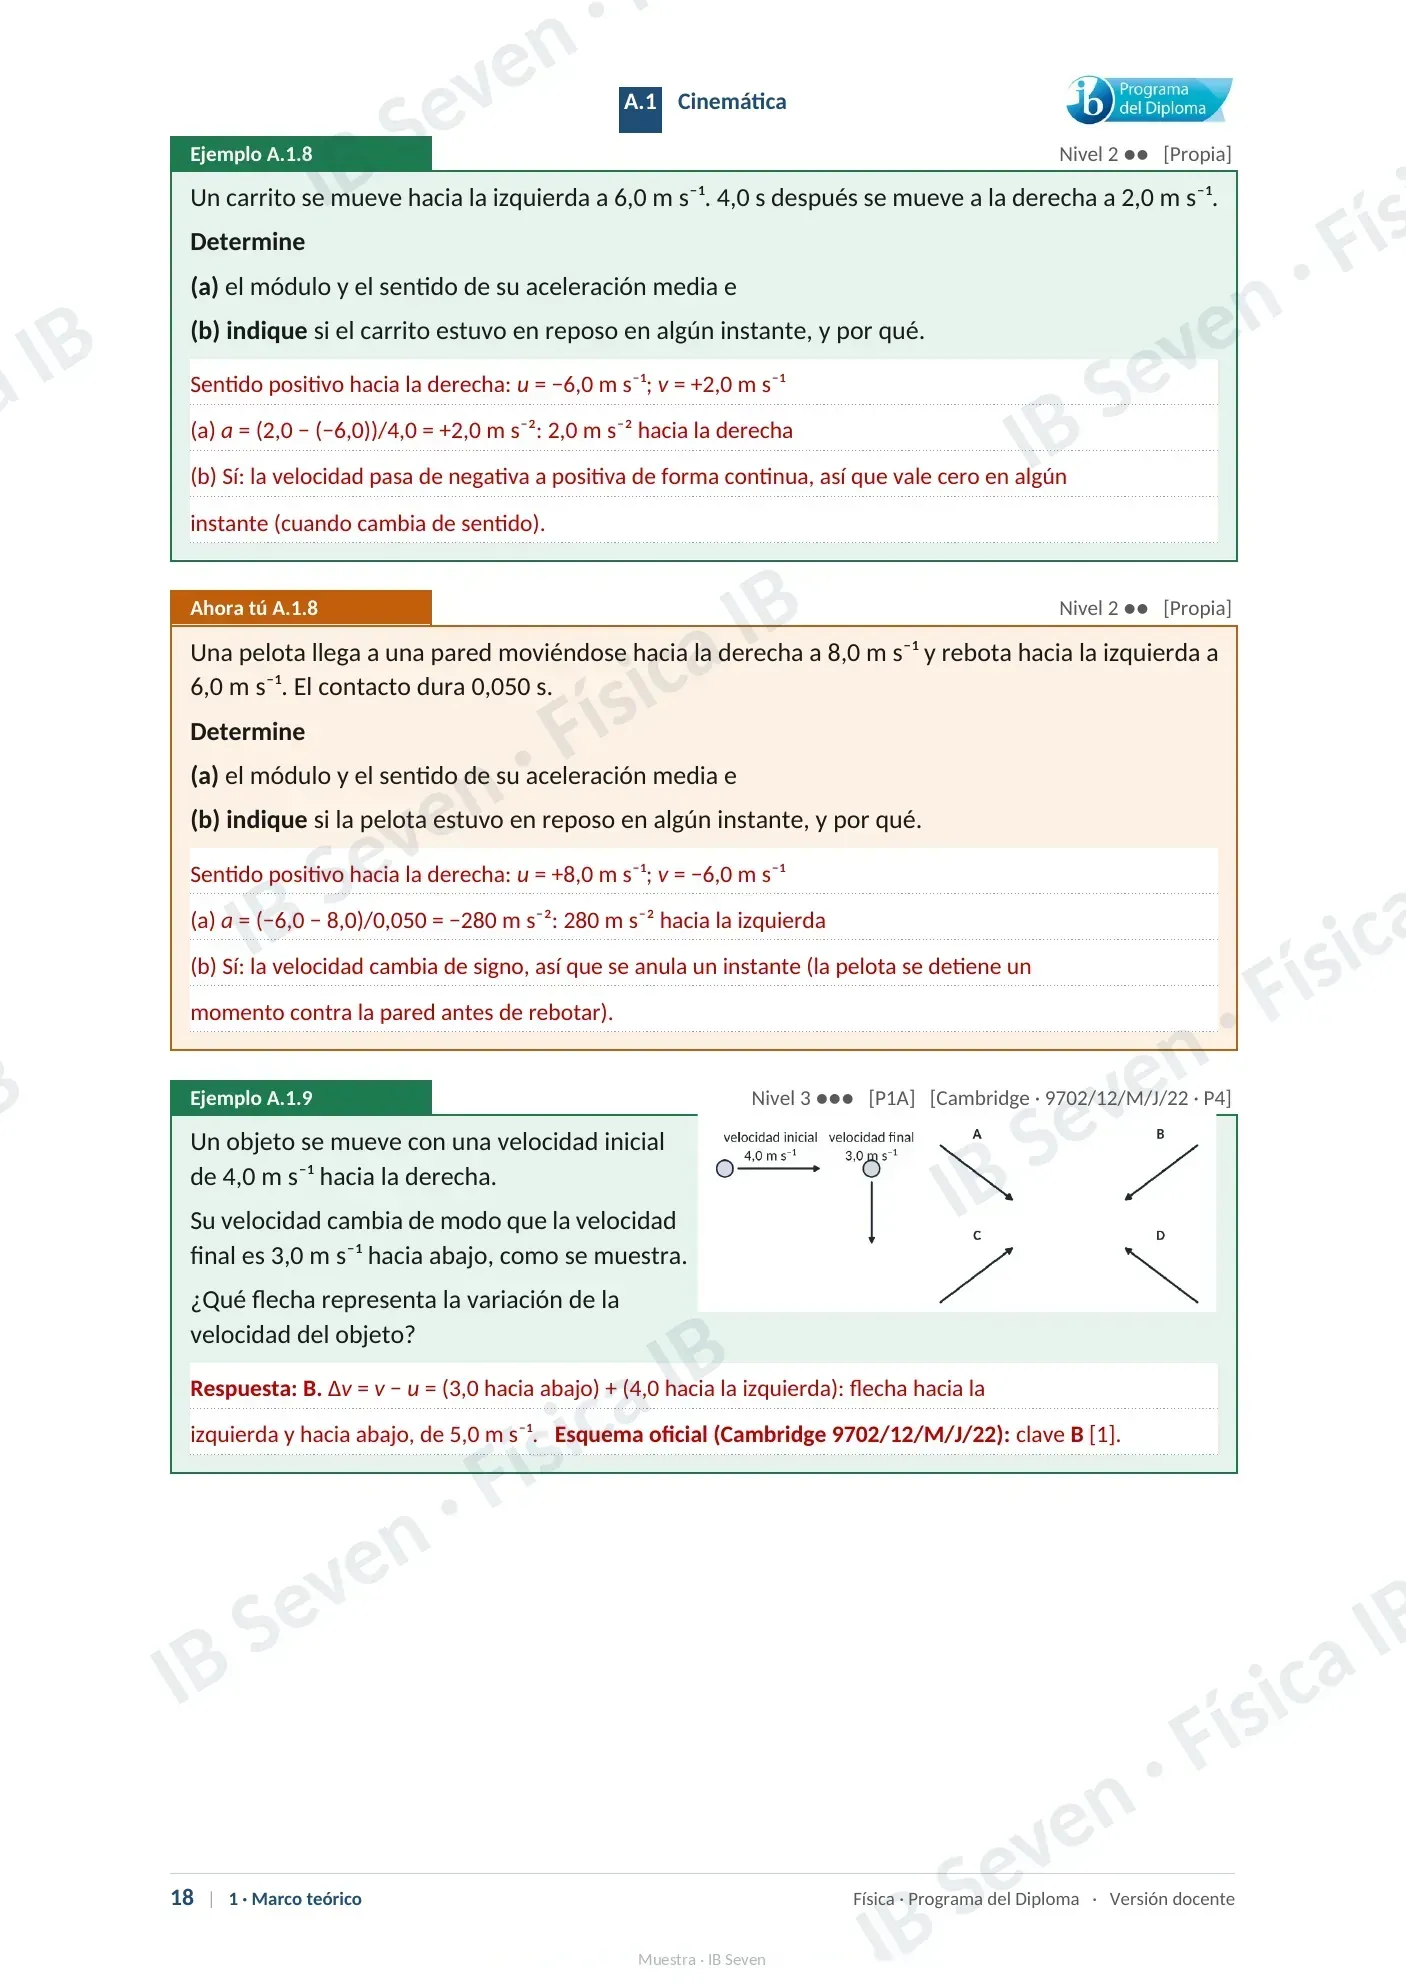 A.1 Cinemática
ib Programa
del Diploma
Ejemplo A.1.8 Nivel 2 ●● [Propia]
Un carrito se mueve hacia la izquierda a 6,0 m s⁻¹. 4,0 s después se mueve a la derecha a 2,0 m s⁻¹.
Determine
(a) el módulo y el sentido de su aceleración media e
(b) indique si el carrito estuvo en reposo en algún instante, y por qué.
Sentido positivo hacia la derecha: u = −6,0 m s⁻¹; v = +2,0 m s⁻¹
(a) a = (2,0 − (−6,0))/4,0 = +2,0 m s⁻²: 2,0 m s⁻² hacia la derecha
(b) Sí: la velocidad pasa de negativa a positiva de forma continua, así que vale cero en algún
instante (cuando cambia de sentido).
Ahora tú A.1.8 Nivel 2 ●● [Propia]
Una pelota llega a una pared moviéndose hacia la derecha a 8,0 m s⁻¹ y rebota hacia la izquierda a
6,0 m s⁻¹. El contacto dura 0,050 s.
Determine
(a) el módulo y el sentido de su aceleración media e
(b) indique si la pelota estuvo en reposo en algún instante, y por qué.
Sentido positivo hacia la derecha: u = +8,0 m s⁻¹; v = −6,0 m s⁻¹
(a) a = (−6,0 − 8,0)/0,050 = −280 m s⁻²: 280 m s⁻² hacia la izquierda
(b) Sí: la velocidad cambia de signo, así que se anula un instante (la pelota se detiene un
momento contra la pared antes de rebotar).
Ejemplo A.1.9 Nivel 3 ●●● [P1A] [Cambridge · 9702/12/M/J/22 · P4]
Un objeto se mueve con una velocidad inicial
de 4,0 m s⁻¹ hacia la derecha.
Su velocidad cambia de modo que la velocidad
final es 3,0 m s⁻¹ hacia abajo, como se muestra.
¿Qué flecha representa la variación de la
velocidad del objeto?
velocidad inicial velocidad final
4,0 m s⁻¹ 3,0 m s⁻¹
A B
C D
Respuesta: B. Δv = v − u = (3,0 hacia abajo) + (4,0 hacia la izquierda): flecha hacia la
izquierda y hacia abajo, de 5,0 m s⁻¹. Esquema oficial (Cambridge 9702/12/M/J/22): clave B [1].
18 | 1 · Marco teórico Física · Programa del Diploma · Versión docente
Muestra · IB Seven
IB Seven · Física IB